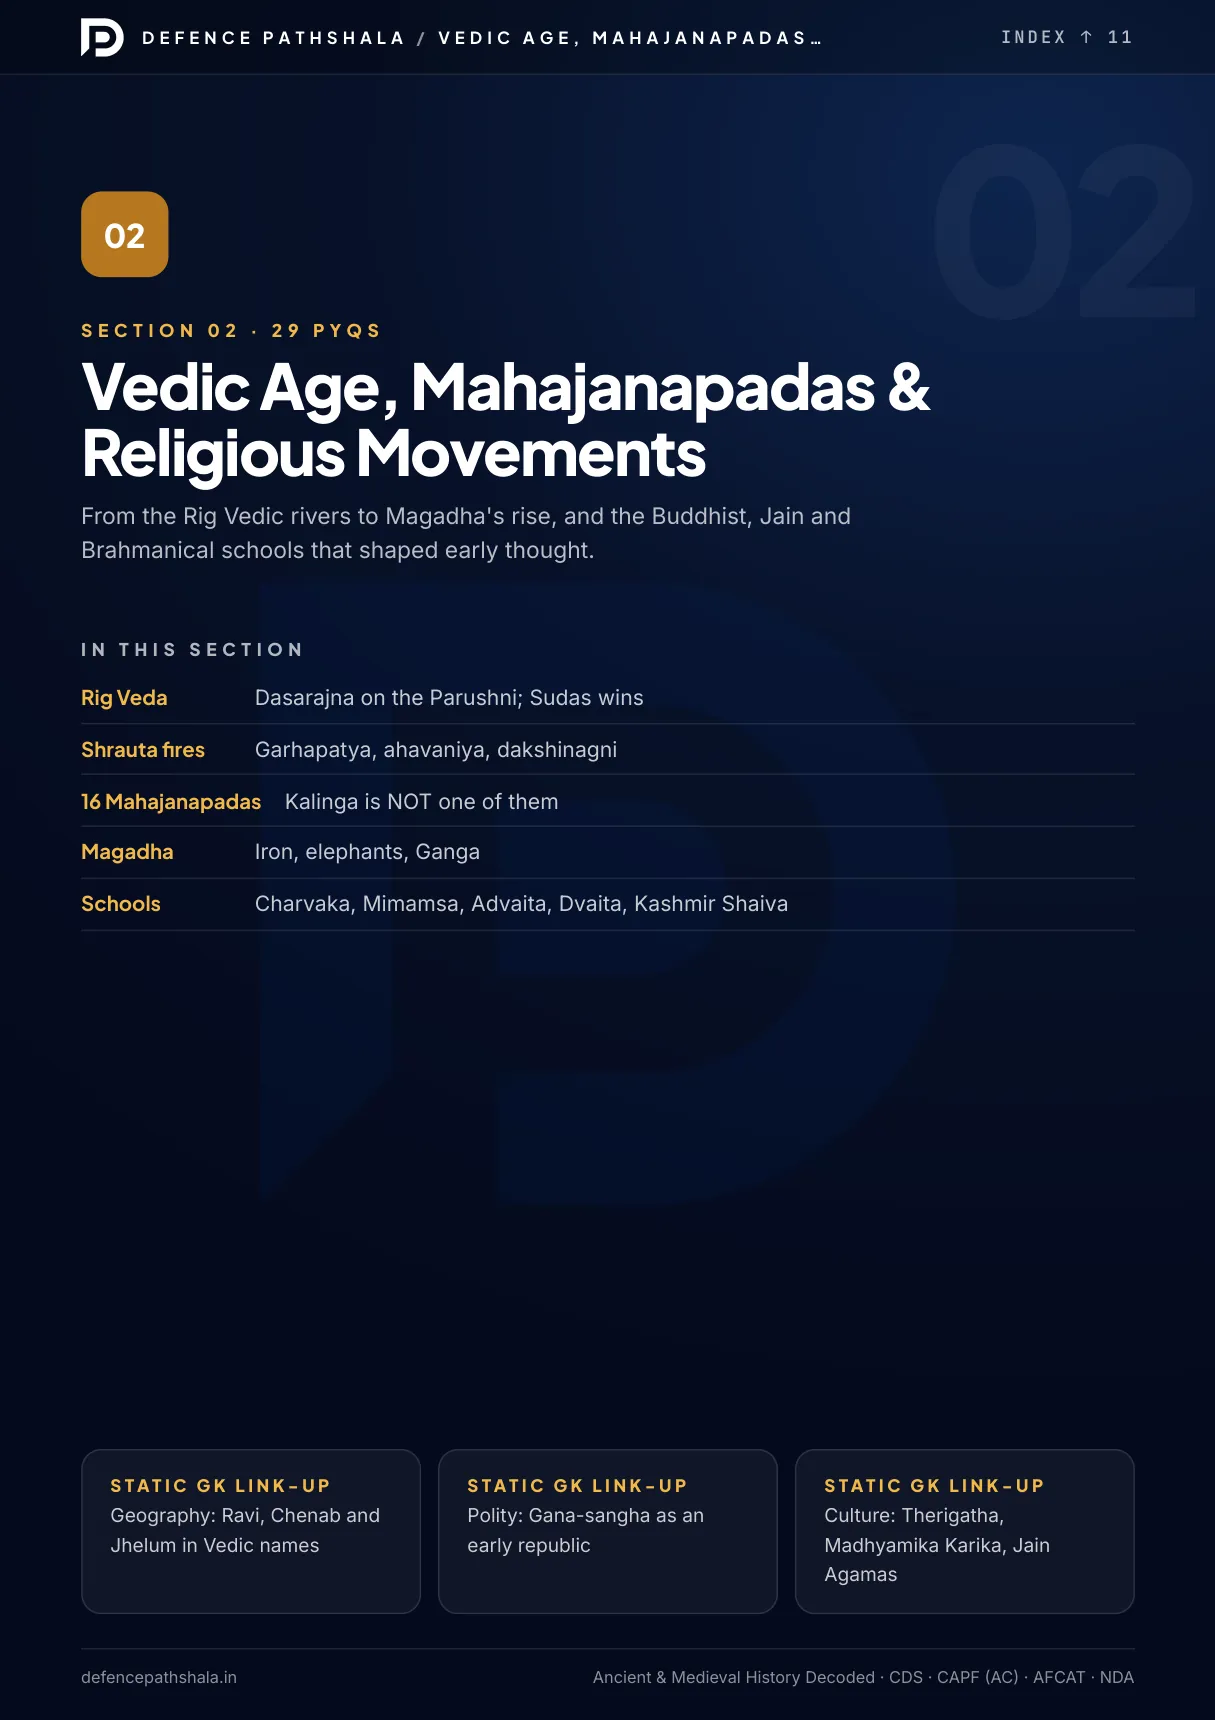 DEFENCE PATHSHALA / VEDIC AGE, MAHAJANAPADAS…
INDEX ↑ 11
02
02
SECTION 02 · 29 PYQS
Vedic Age, Mahajanapadas &
Religious Movements
From the Rig Vedic rivers to Magadha's rise, and the Buddhist, Jain and
Brahmanical schools that shaped early thought.
IN THIS SECTION
Rig Veda Dasarajna on the Parushni; Sudas wins
Shrauta fires Garhapatya, ahavaniya, dakshinagni
16 Mahajanapadas Kalinga is NOT one of them
Magadha Iron, elephants, Ganga
Schools Charvaka, Mimamsa, Advaita, Dvaita, Kashmir Shaiva
STATIC GK LINK-UP
Geography: Ravi, Chenab and
Jhelum in Vedic names
STATIC GK LINK-UP
Polity: Gana-sangha as an
early republic
STATIC GK LINK-UP
Culture: Therigatha,
Madhyamika Karika, Jain
Agamas
defencepathshala.in
Ancient & Medieval History Decoded · CDS · CAPF (AC) · AFCAT · NDA